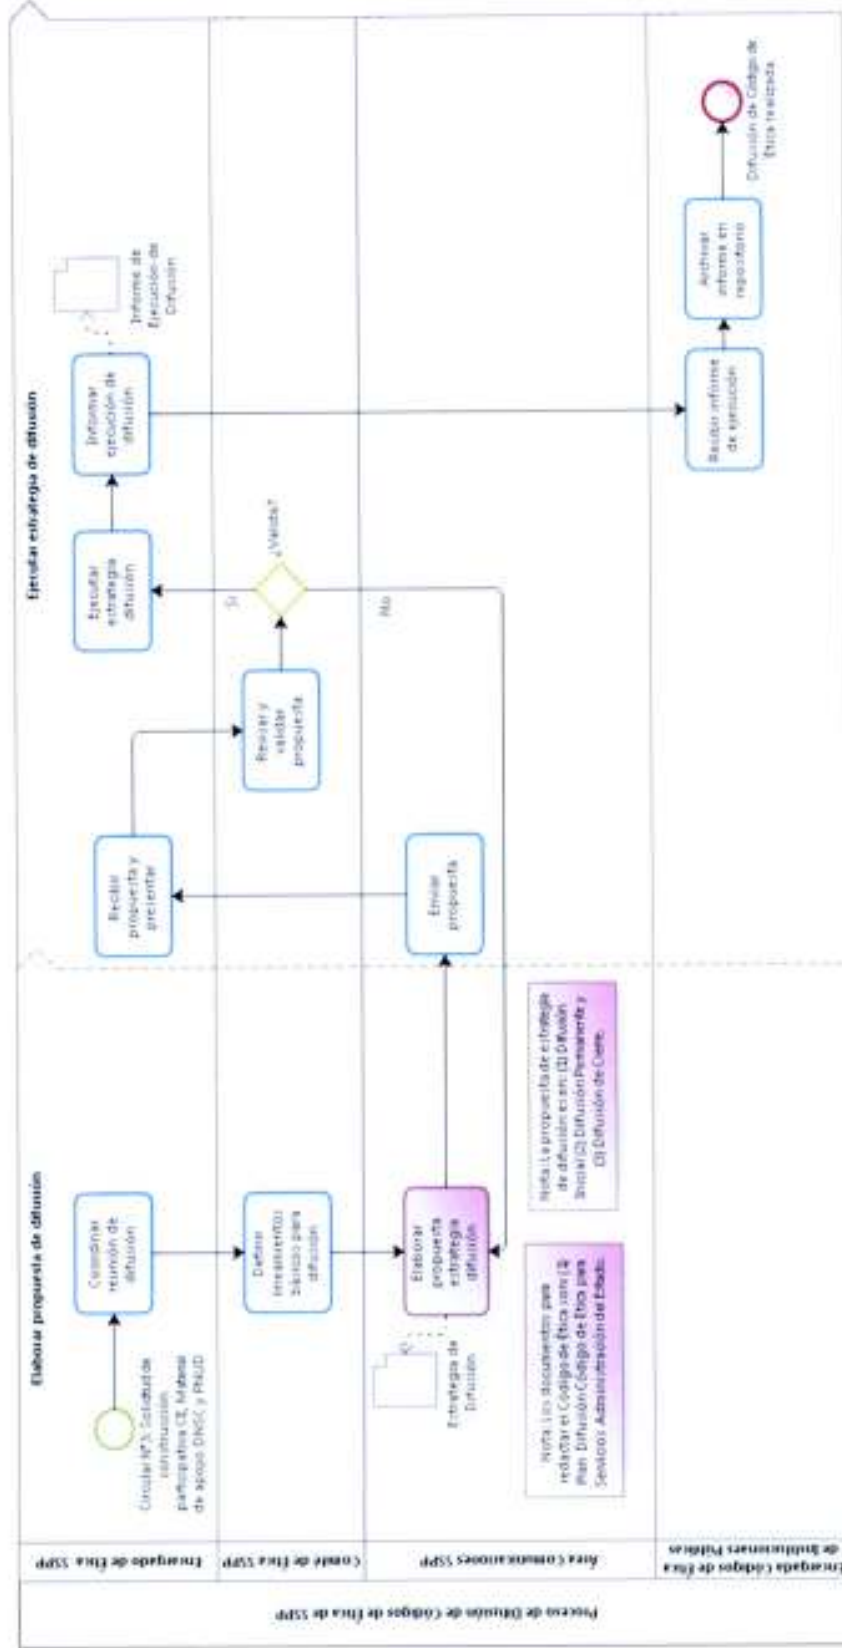 Proceso de Difusión de Códigos de Ética de SSPP
Encargado de Ética SSPP
Comité de Ética SSPP
Área Comunicaciones SSPP
Encargada Códigos de Ética
de Instituciones Públicas
Elaborar propuesta de difusión
Ejecutar estrategia de difusión
Circular N°3, Solicitud de
construcción
participativa CE, Material
de apoyo DNSC y PNUD
Coordinar
reunión de
difusión
Recibir
propuesta y
presentar
Ejecutar
estrategia
difusión
Informar
ejecución de
difusión
Informe de
Ejecución de
Difusión
Definir
lineamientos
básicos para
difusión
Revisar y
validar
propuesta
¿Valida?
Si
No
Estrategia de
Difusión
Elaborar
propuesta
estrategia
difusión
Enviar
propuesta
Nota: Los documentos para
redactar el Código de Ética son: (1)
Plan Difusión Código de Ética para
Servicios Administración del Estado.
Nota: La propuesta de estrategia
de difusión es en: (1) Difusión
Inicial (2) Difusión Permanente y
(3) Difusión de Cierre.
Recibir informe
de ejecución
Archivar
informe en
repositorio
Difusión de Código de
Ética realizada